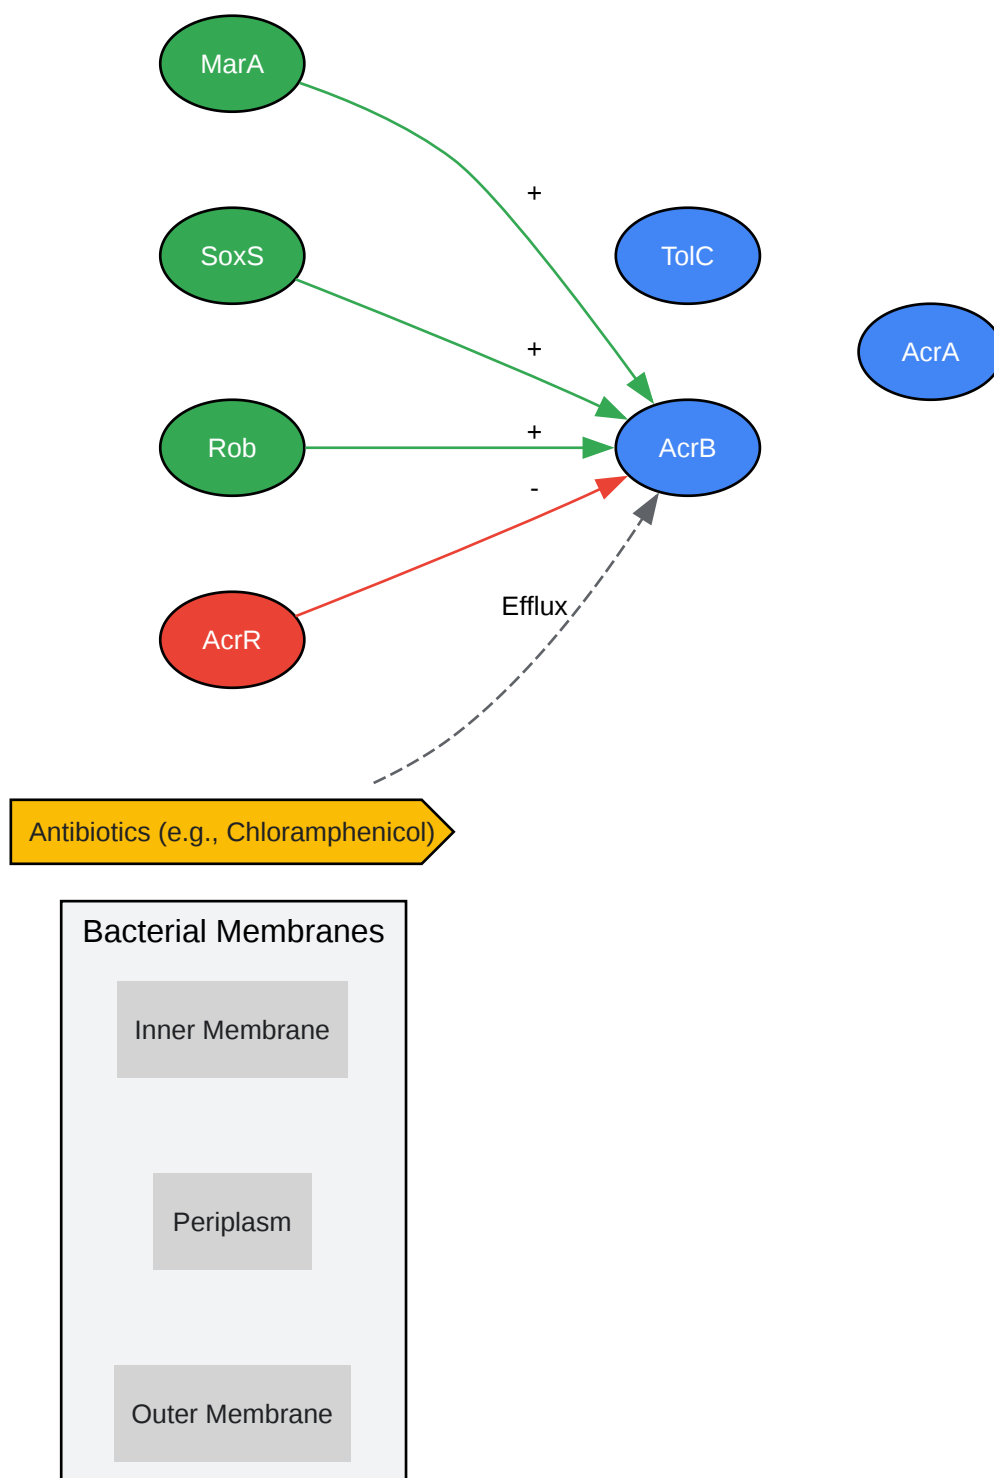 MarA
+
SoxS
TolC
+
AcrA
Rob
+
AcrB
-
Efflux
AcrR
Antibiotics (e.g., Chloramphenicol)
Bacterial Membranes
Inner Membrane
Periplasm
Outer Membrane